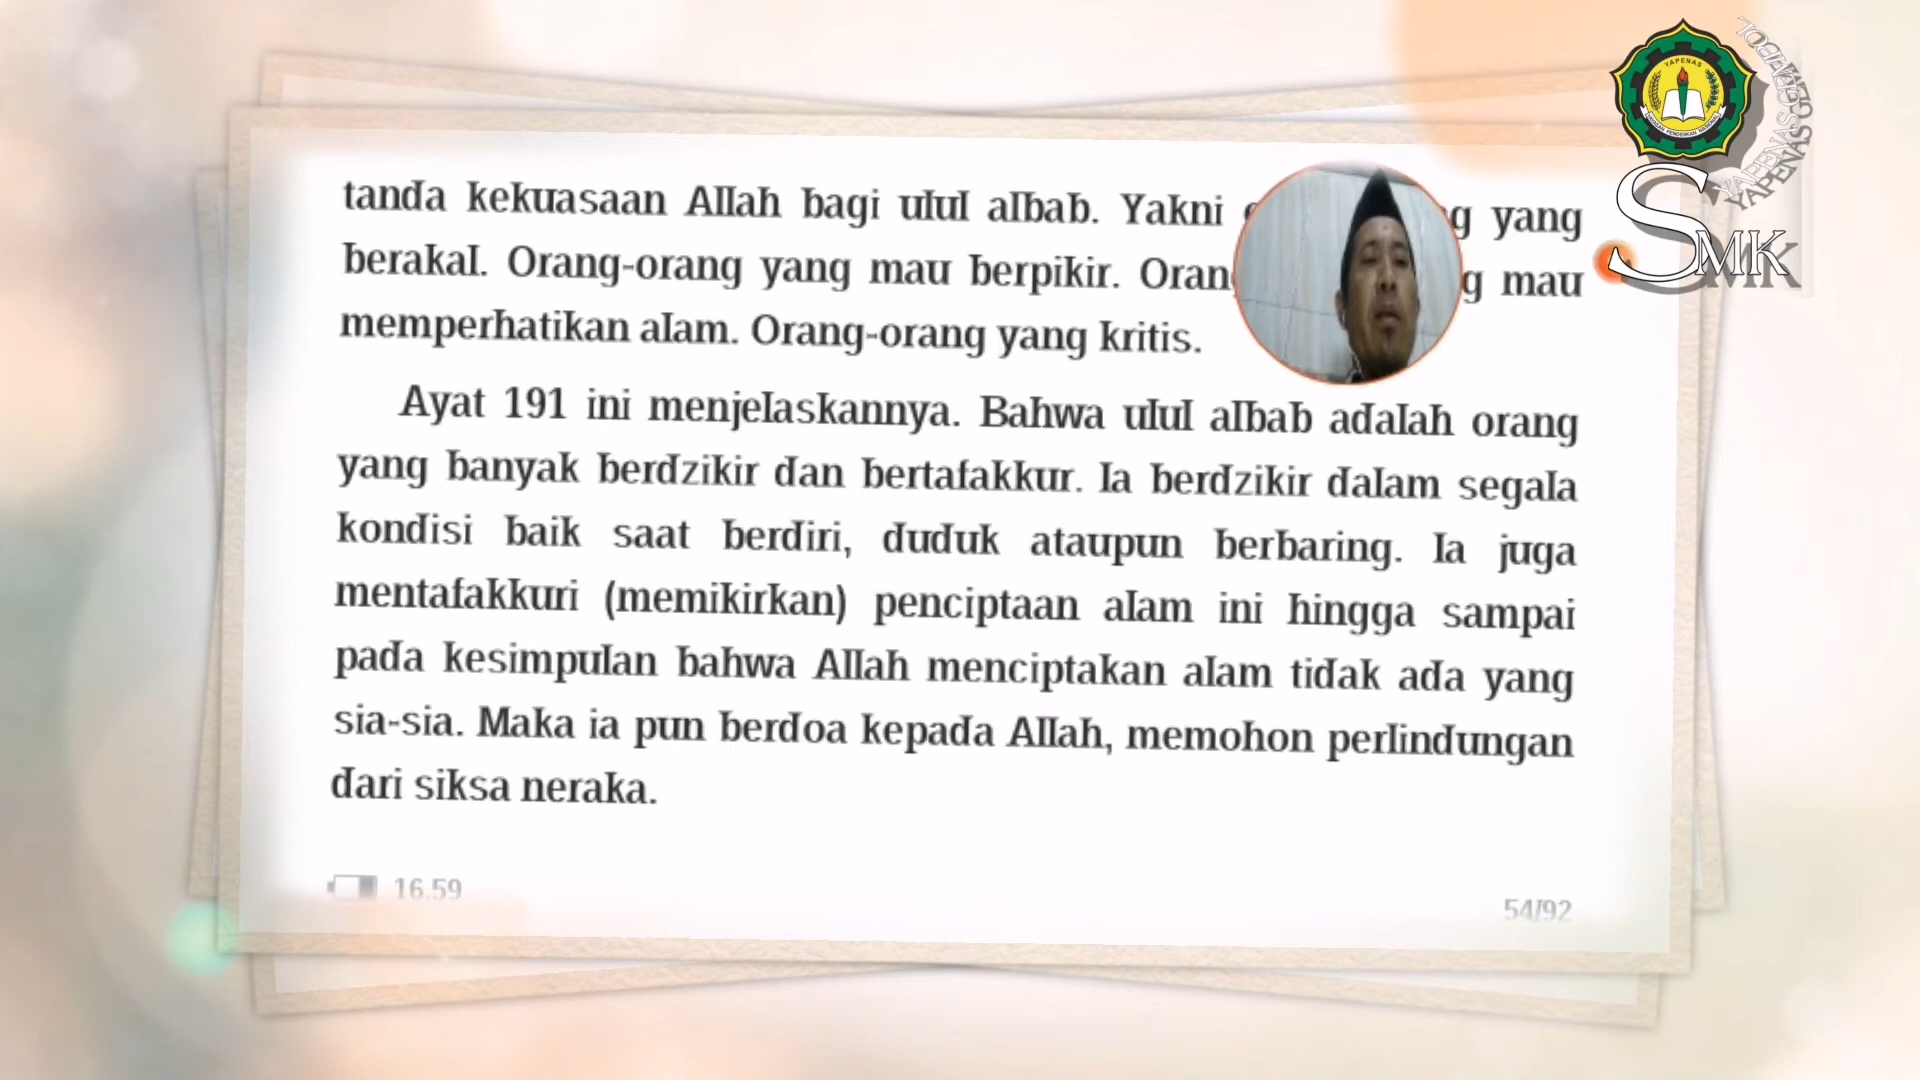 tanda kekuasaan Allah bagi ulul albab. Yakni yang
berakal. Orang-orang yang mau berpikir. mau
memperhatikan alam. Orang-orang yang kritis.
Ayat 191 ini menjelaskannya. Bahwa ulul albab adalah orang
yang banyak berdzikir dan bertafakkur. Ia berdzikir dalam segala
kondisi baik saat berdiri, duduk ataupun berbaring. Ia juga
mentafakkuri (memikirkan) penciptaan alam ini hingga sampai
pada kesimpulan bahwa Allah menciptakan alam tidak ada yang
sia-sia. Maka ia pun berdoa kepada Allah, memohon perlindungan
dari siksa neraka.
16.59
54/92
YAPENAS
SMK